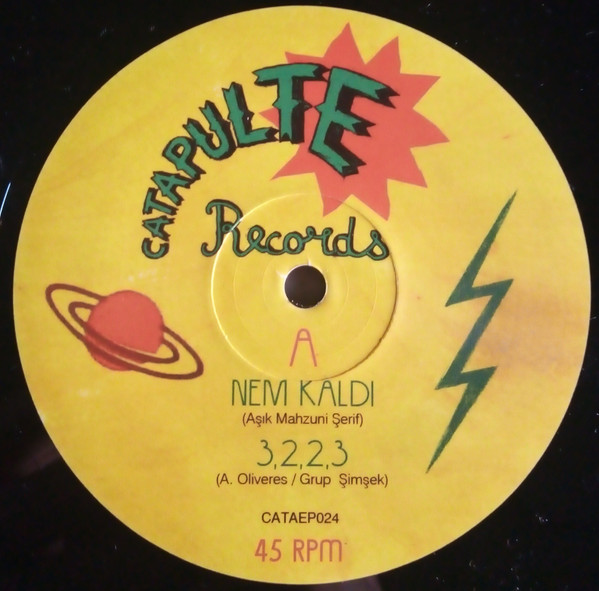 CATAPULTE
Records
A
NEM KALDI
(Aşık Mahzuni Şerif)
3,2,2,3
(A. Oliveres / Grup Şimşek)
CATAEP024
45 RPM